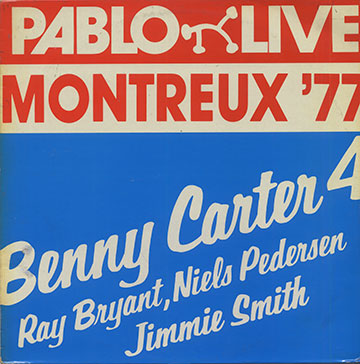 PABLO LIVE
MONTREUX '77
Benny Carter 4
Ray Bryant, Niels Pedersen
Jimmie Smith